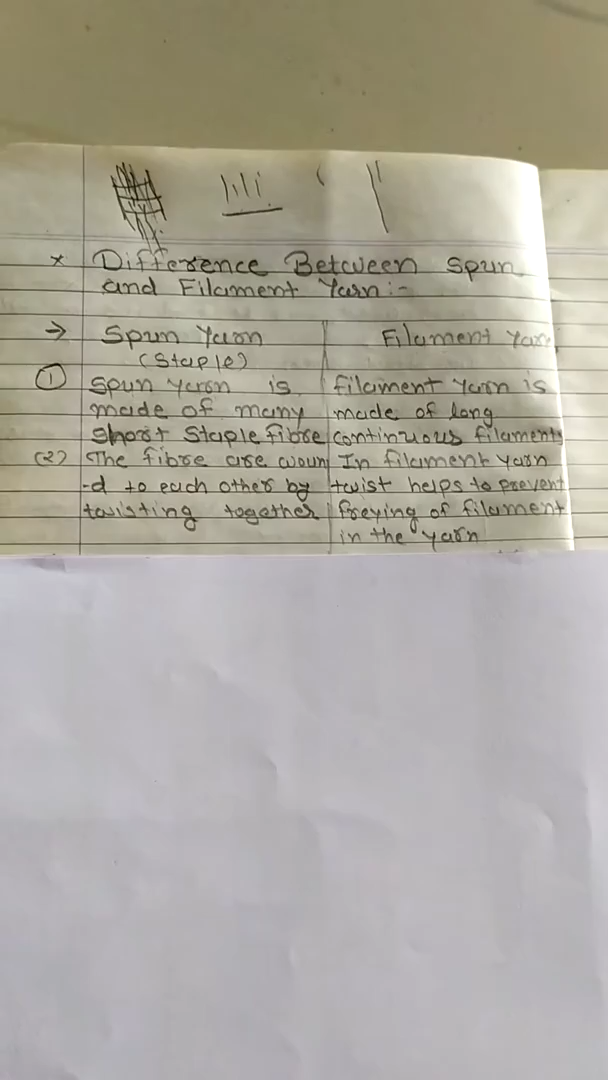 * Difference Between Spun
and Filament Yarn :-
→ Spun Yarn Filament Yarn
(Staple)
① Spun yarn is filament yarn is
made of many made of long
short Staple fibre continuous filaments
(2) The fibre are woun In filament yarn
-d to each other by twist helps to prevent
twisting together freying of filament
in the yarn